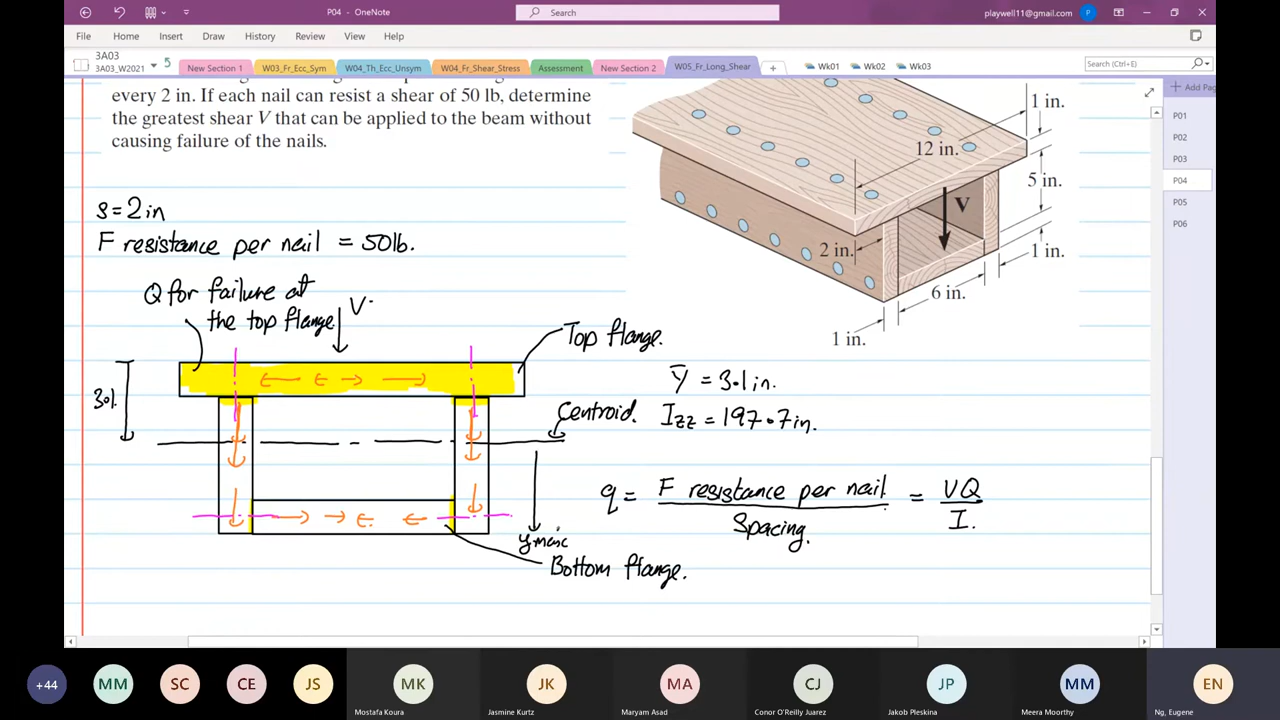 P04 - OneNote
Search
playwell11@gmail.com
P
File
Home
Insert
Draw
History
Review
View
Help
3A03
3A03_W2021
5
New Section 1
W03_Fr_Ecc_Sym
W04_Th_Ecc_Unsym
W04_Fr_Shear_Stress
Assessment
New Section 2
W05_Fr_Long_Shear
Wk01
Wk02
Wk03
Search (Ctrl+E)
Add Pag
P01
P02
P03
P04
P05
P06
every 2 in. If each nail can resist a shear of 50 lb, determine
the greatest shear V that can be applied to the beam without
causing failure of the nails.
1 in.
12 in.
5 in.
V
2 in.
1 in.
6 in.
1 in.
s = 2 in
F resistance per nail = 50lb.
Q for failure at
the top flange
V
Top flange.
3.1
Centroid.
ȳ = 3.1 in.
Izz = 197.7 in.
q = F resistance per nail / Spacing. = VQ / I.
Bottom flange.
+44
MM
SC
CE
JS
MK
JK
MA
CJ
JP
MM
EN
Mostafa Koura
Jasmine Kurtz
Maryam Asad
Conor O'Reilly Juarez
Jakob Pleskina
Meera Moorthy
Ng, Eugene